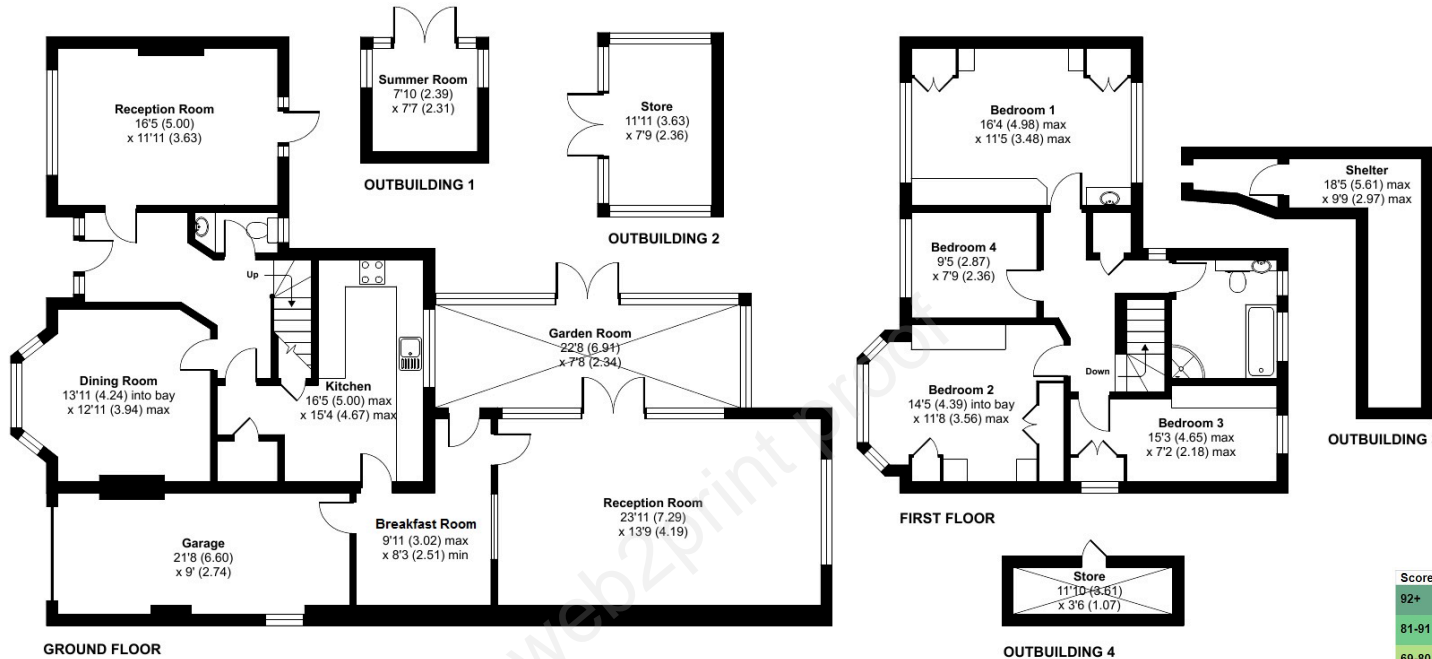 Reception Room
16'5 (5.00)
x 11'11 (3.63)
Summer Room
7'10 (2.39)
x 7'7 (2.31)
OUTBUILDING 1
Store
11'11 (3.63)
x 7'9 (2.36)
OUTBUILDING 2
Up
Kitchen
16'5 (5.00) max
x 15'4 (4.67) max
Garden Room
22'8 (6.91)
x 7'8 (2.34)
Dining Room
13'11 (4.24) into bay
x 12'11 (3.94) max
Garage
21'8 (6.60)
x 9' (2.74)
Breakfast Room
9'11 (3.02) max
x 8'3 (2.51) min
Reception Room
23'11 (7.29)
x 13'9 (4.19)
GROUND FLOOR
Bedroom 1
16'4 (4.98) max
x 11'5 (3.48) max
Bedroom 4
9'5 (2.87)
x 7'9 (2.36)
Bedroom 2
14'5 (4.39) into bay
x 11'8 (3.56) max
Down
Bedroom 3
15'3 (4.65) max
x 7'2 (2.18) max
FIRST FLOOR
Shelter
18'5 (5.61) max
x 9'9 (2.97) max
OUTBUILDING
Store
11'10 (3.61)
x 3'6 (1.07)
OUTBUILDING 4
Score
92+
81-91
69-80
web2print proof